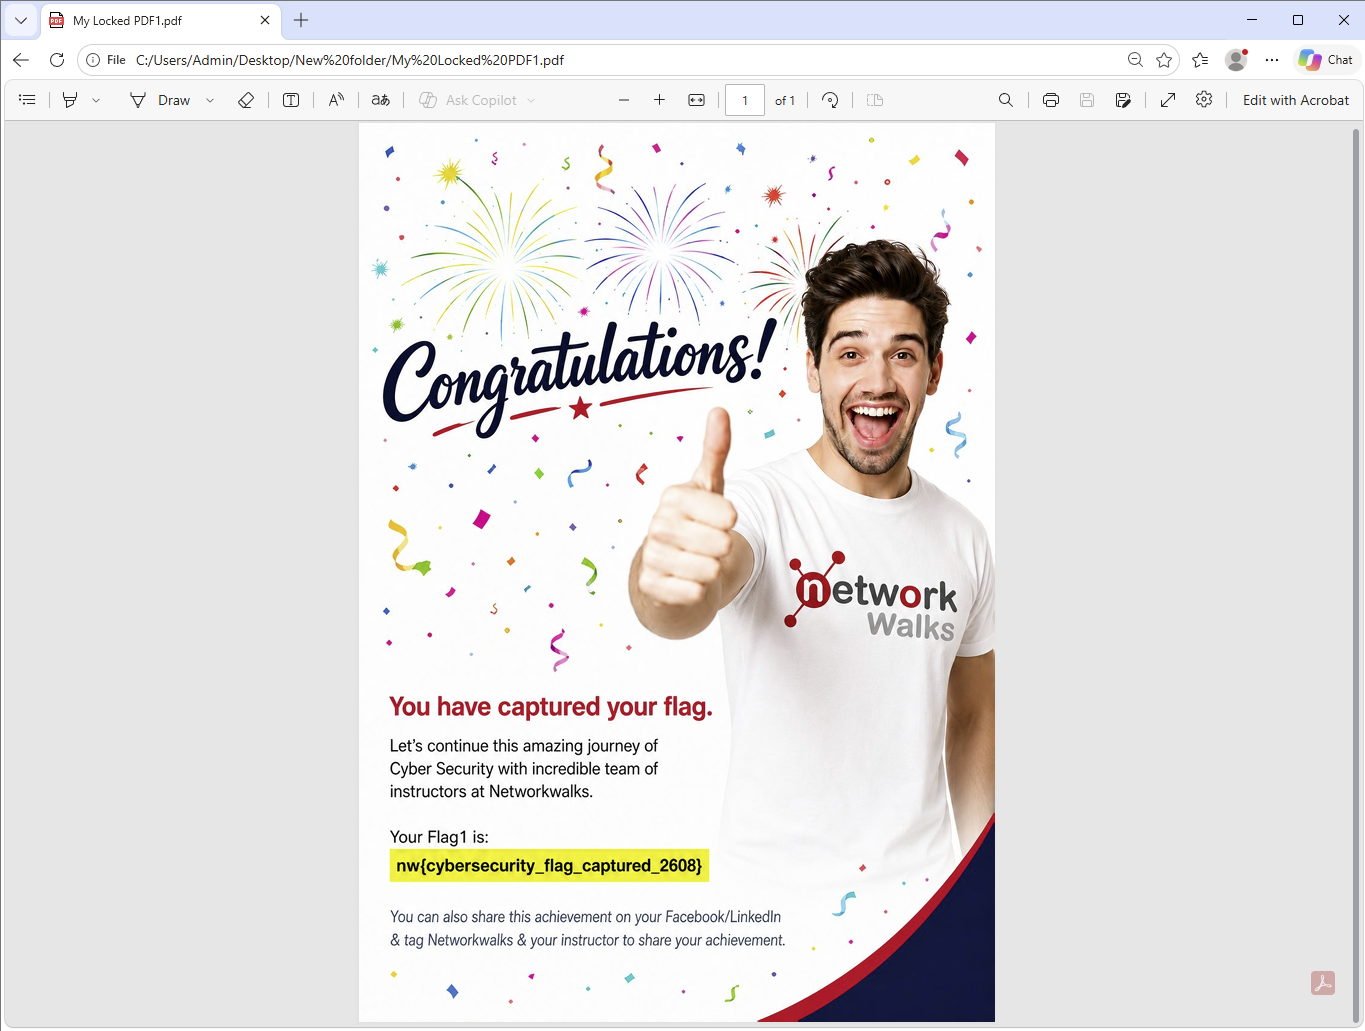 My Locked PDF1.pdf
File C:/Users/Admin/Desktop/New%20folder/My%20Locked%20PDF1.pdf
Chat
Draw
T
A
aあ
Ask Copilot
1 of 1
Edit with Acrobat
Congratulations!
network
Walks
You have captured your flag.
Let's continue this amazing journey of
Cyber Security with incredible team of
instructors at Networkwalks.
Your Flag1 is:
nw{cybersecurity_flag_captured_2608}
You can also share this achievement on your Facebook/LinkedIn
& tag Networkwalks & your instructor to share your achievement.